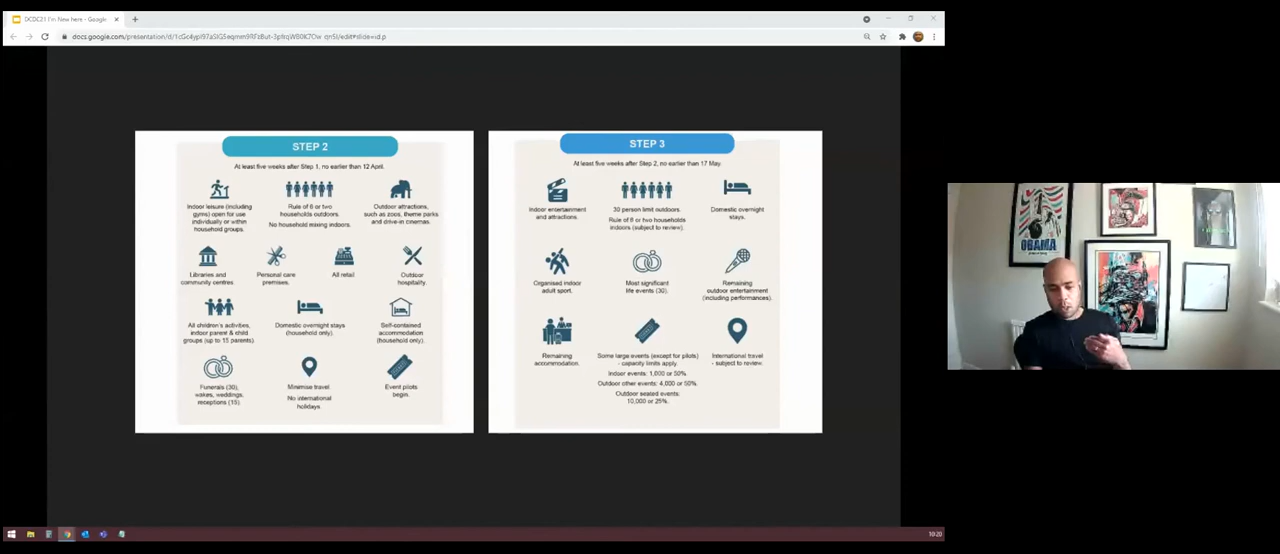 DCDC21 I'm New here - Google
STEP 2
At least five weeks after Step 1, no earlier than 12 April.
Indoor leisure (including
gyms) open for use
individually or within
household groups.
Rule of 6 or two
households outdoors.
No household mixing indoors.
Outdoor attractions,
such as zoos, theme parks
and drive-in cinemas.
Libraries and
community centres.
Personal care
premises.
All retail
Outdoor
hospitality.
All children's activities,
indoor parent & child
groups (up to 15 parents)
Domestic overnight stays
(household only).
Self-contained
accommodation
(household only).
Funerals (30),
wakes, weddings,
receptions (15).
Minimise travel
No international
holidays.
Event pilots
begin.
STEP 3
At least five weeks after Step 2, no earlier than 17 May.
Indoor entertainment
and attractions.
30 person limit outdoors.
Rule of 6 or two households
indoors (subject to review).
Domestic overnight
stays.
Organised indoor
adult sport.
Most significant
life events (30).
Remaining
outdoor entertainment
(including performances).
Remaining
accommodation.
Some large events (except for pilots)
- capacity limits apply.
Indoor events: 1,000 or 50%.
Outdoor other events: 4,000 or 50%.
Outdoor seated events:
10,000 or 25%.
International travel
- subject to review.
OBAMA
10:20